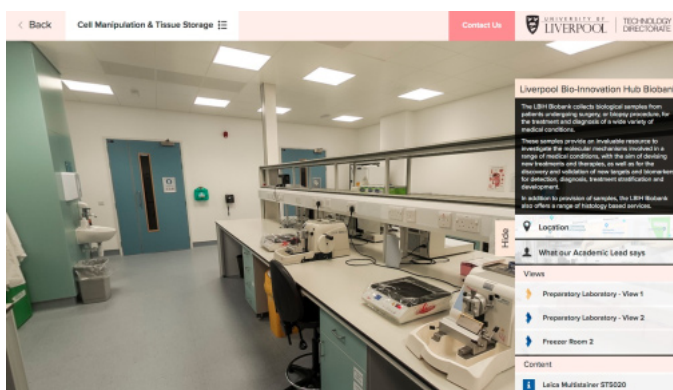 Back
Cell Manipulation & Tissue Storage
Contact Us
UNIVERSITY OF
LIVERPOOL
TECHNOLOGY
DIRECTORATE
Liverpool Bio-Innovation Hub Biobank
The LBIH Biobank collects biological samples from
patients undergoing surgery, or biopsy procedure, for
the treatment and diagnosis of a wide variety of
medical conditions.
These samples provide an invaluable resource to
investigate the molecular mechanisms involved in a
range of medical conditions, with the aim of devising
new treatments and therapies, as well as for the
discovery and validation of new targets and biomarkers
for detection, diagnosis, treatment stratification and
development.
In addition to provision of samples, the LBIH Biobank
also offers a range of histology based services.
Hide
Location
What our Academic Lead says
Views
Preparatory Laboratory - View 1
Preparatory Laboratory - View 2
Freezer Room 2
Content
Leica Multistainer ST5020